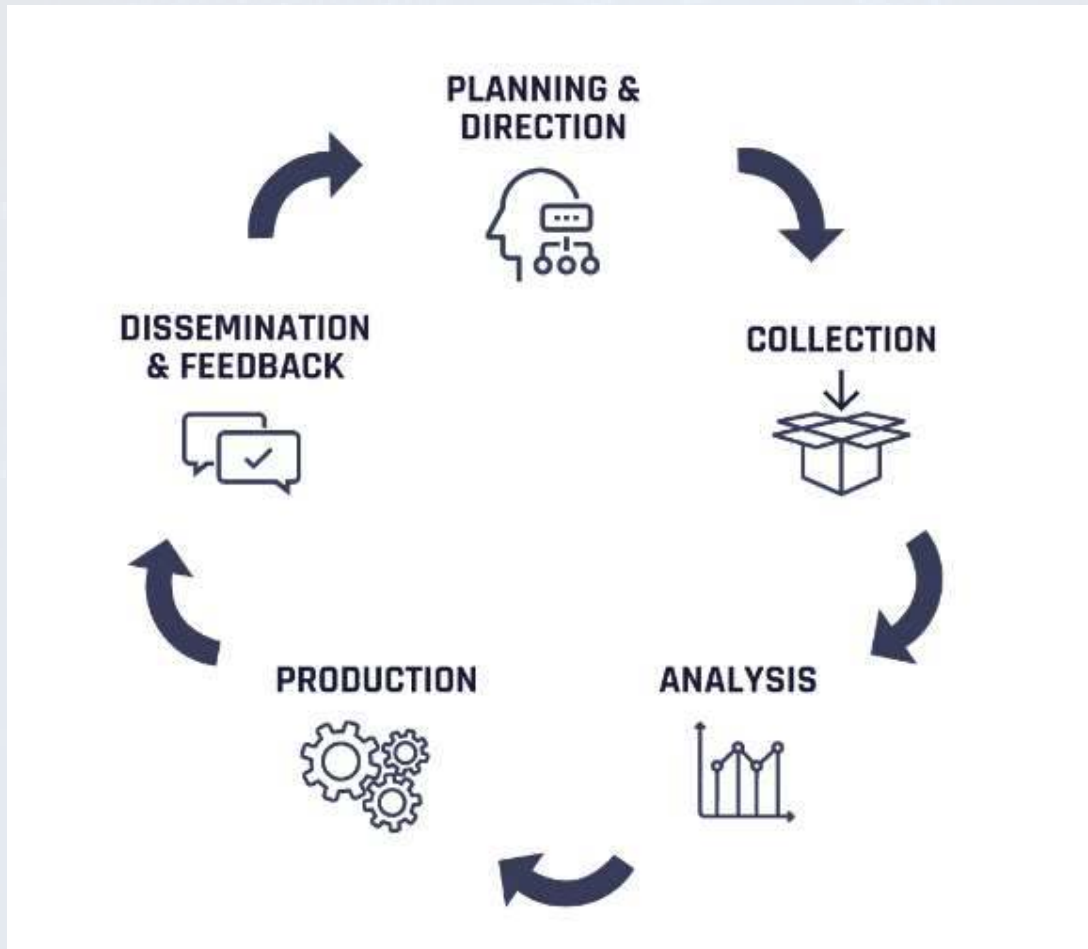 PLANNING &
DIRECTION
COLLECTION
ANALYSIS
PRODUCTION
DISSEMINATION
& FEEDBACK